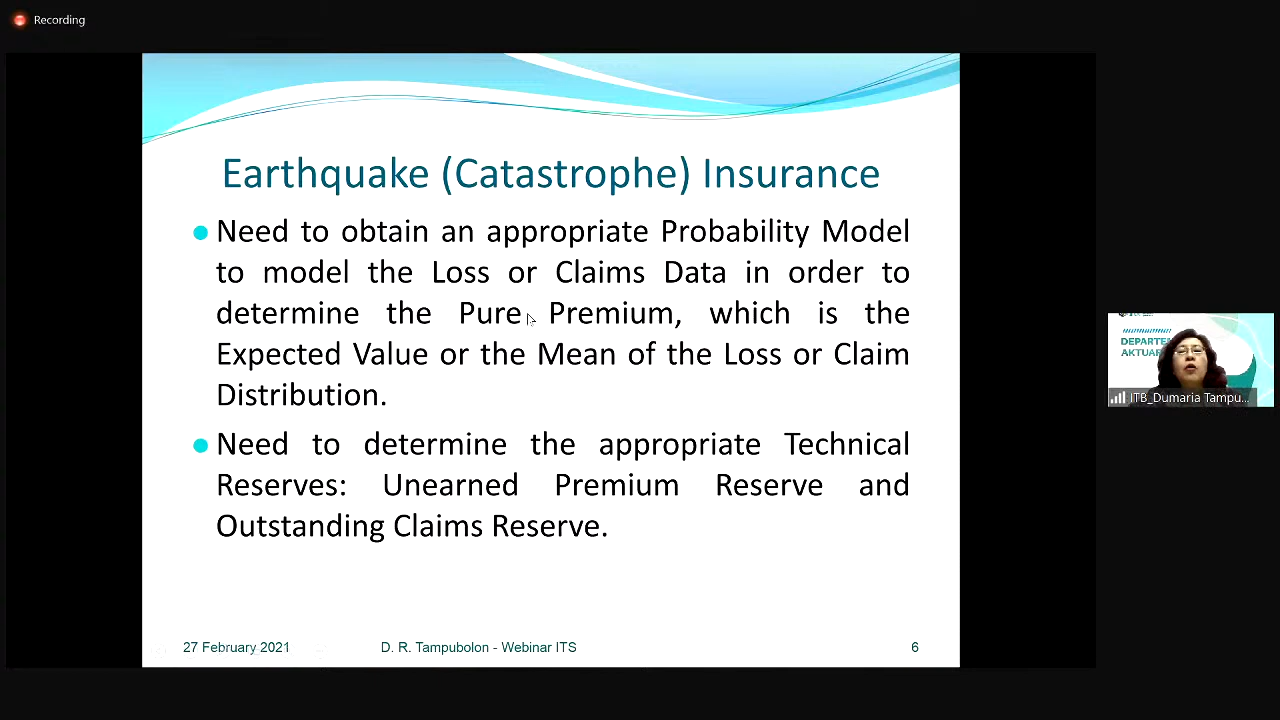 Recording
Earthquake (Catastrophe) Insurance
Need to obtain an appropriate Probability Model
to model the Loss or Claims Data in order to
determine the Pure Premium, which is the
Expected Value or the Mean of the Loss or Claim
Distribution.
Need to determine the appropriate Technical
Reserves: Unearned Premium Reserve and
Outstanding Claims Reserve.
27 February 2021 D. R. Tampubolon - Webinar ITS 6
DEPARTE
AKTUAR
ITB_Dumaria Tampu...